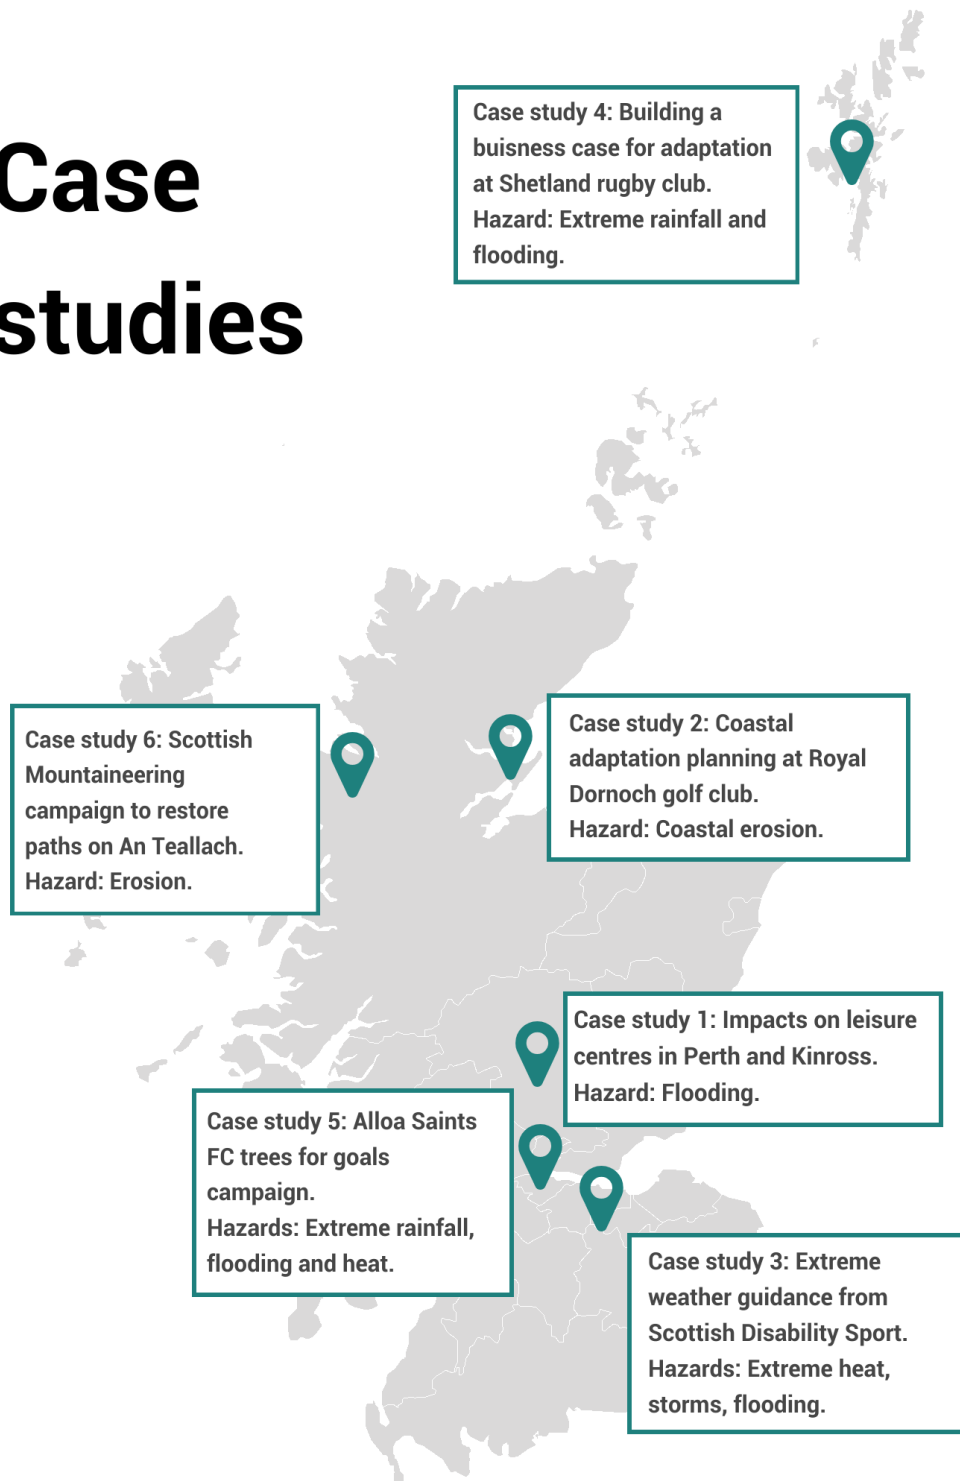 Case
studies
Case study 4: Building a
buisness case for adaptation
at Shetland rugby club.
Hazard: Extreme rainfall and
flooding.
Case study 6: Scottish
Mountaineering
campaign to restore
paths on An Teallach.
Hazard: Erosion.
Case study 2: Coastal
adaptation planning at Royal
Dornoch golf club.
Hazard: Coastal erosion.
Case study 1: Impacts on leisure
centres in Perth and Kinross.
Hazard: Flooding.
Case study 5: Alloa Saints
FC trees for goals
campaign.
Hazards: Extreme rainfall,
flooding and heat.
Case study 3: Extreme
weather guidance from
Scottish Disability Sport.
Hazards: Extreme heat,
storms, flooding.